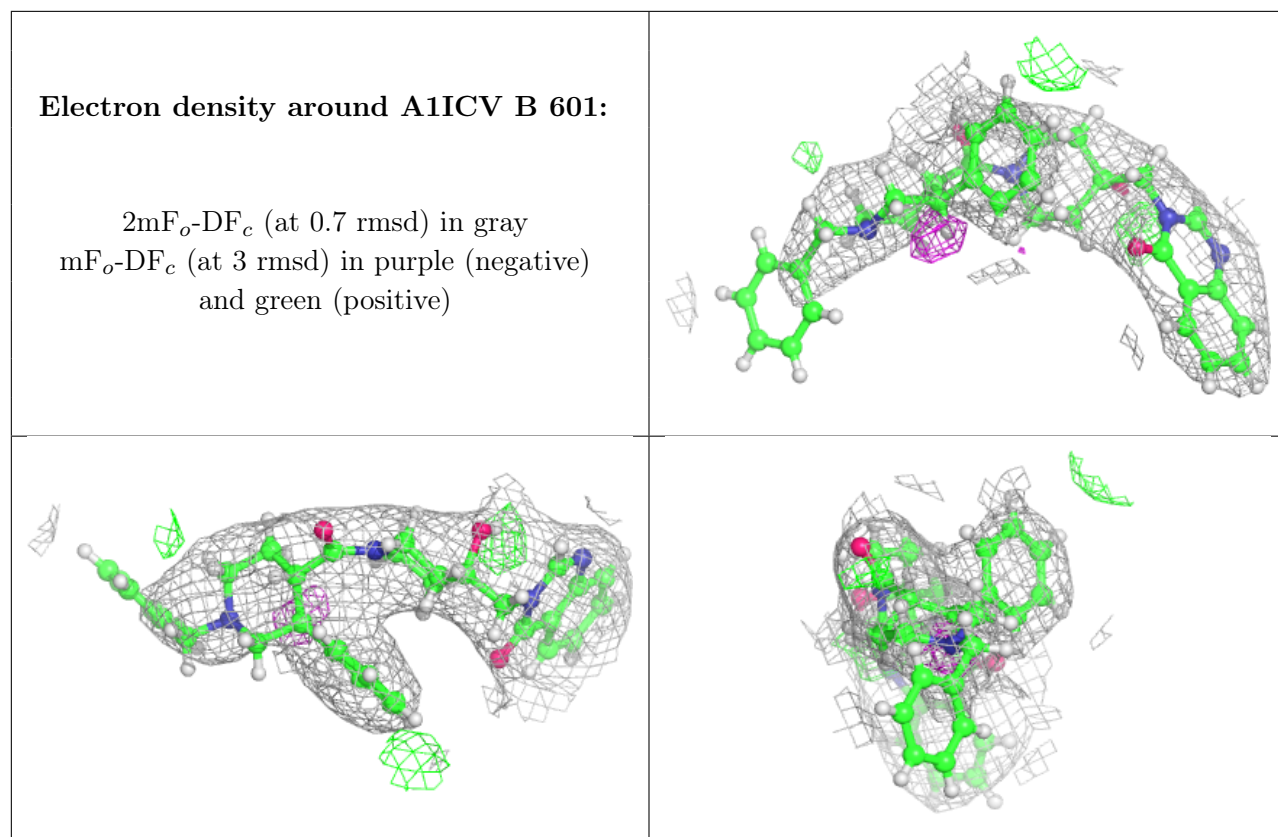 Electron density around A1ICV B 601:
2mFo-DFc (at 0.7 rmsd) in gray
mFo-DFc (at 3 rmsd) in purple (negative)
and green (positive)